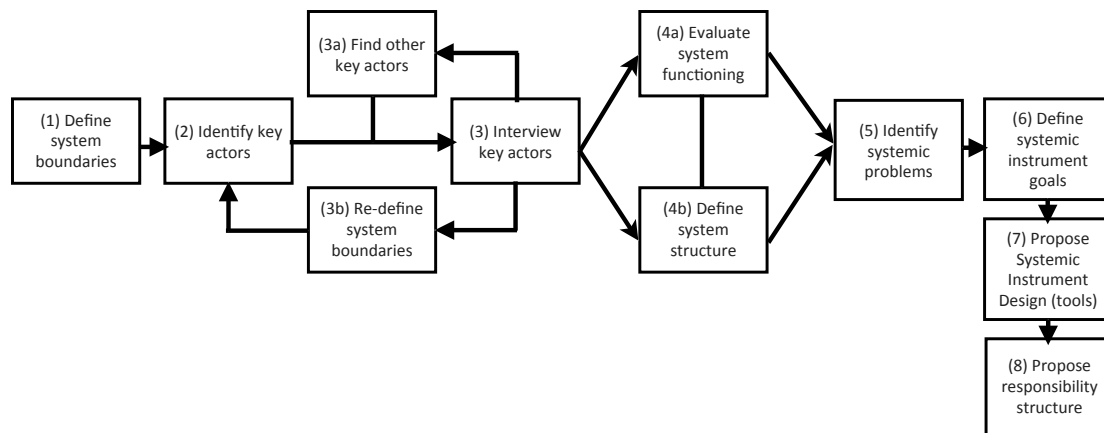 (1) Define
system
boundaries
(2) Identify key
actors
(3a) Find other
key actors
(3) Interview
key actors
(3b) Re-define
system
boundaries
(4a) Evaluate
system
functioning
(4b) Define
system
structure
(5) Identify
systemic
problems
(6) Define
systemic
instrument
goals
(7) Propose
Systemic
Instrument
Design (tools)
(8) Propose
responsibility
structure